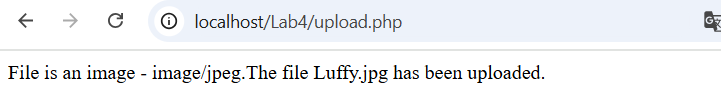 localhost/Lab4/upload.php
File is an image - image/jpeg.The file Luffy.jpg has been uploaded.